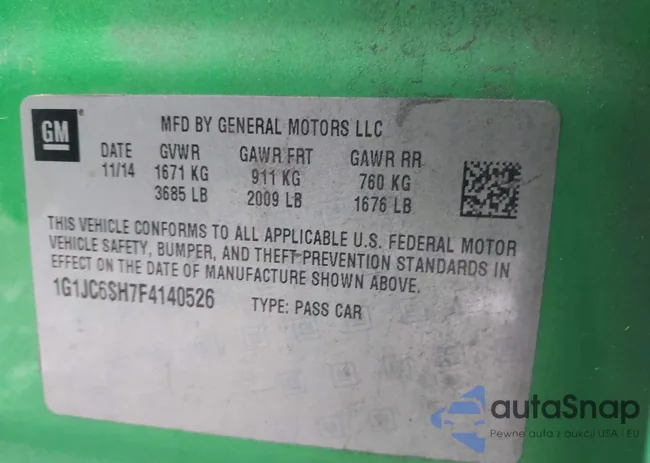 GM
MFD BY GENERAL MOTORS LLC
DATE GVWR GAWR FRT GAWR RR
11/14 1671 KG 911 KG 760 KG
3685 LB 2009 LB 1676 LB
THIS VEHICLE CONFORMS TO ALL APPLICABLE U.S. FEDERAL MOTOR
VEHICLE SAFETY, BUMPER, AND THEFT PREVENTION STANDARDS IN
EFFECT ON THE DATE OF MANUFACTURE SHOWN ABOVE.
1G1JC6SH7F4140526 TYPE: PASS CAR
autaSnap
Pewne auta z aukcji USA - EU